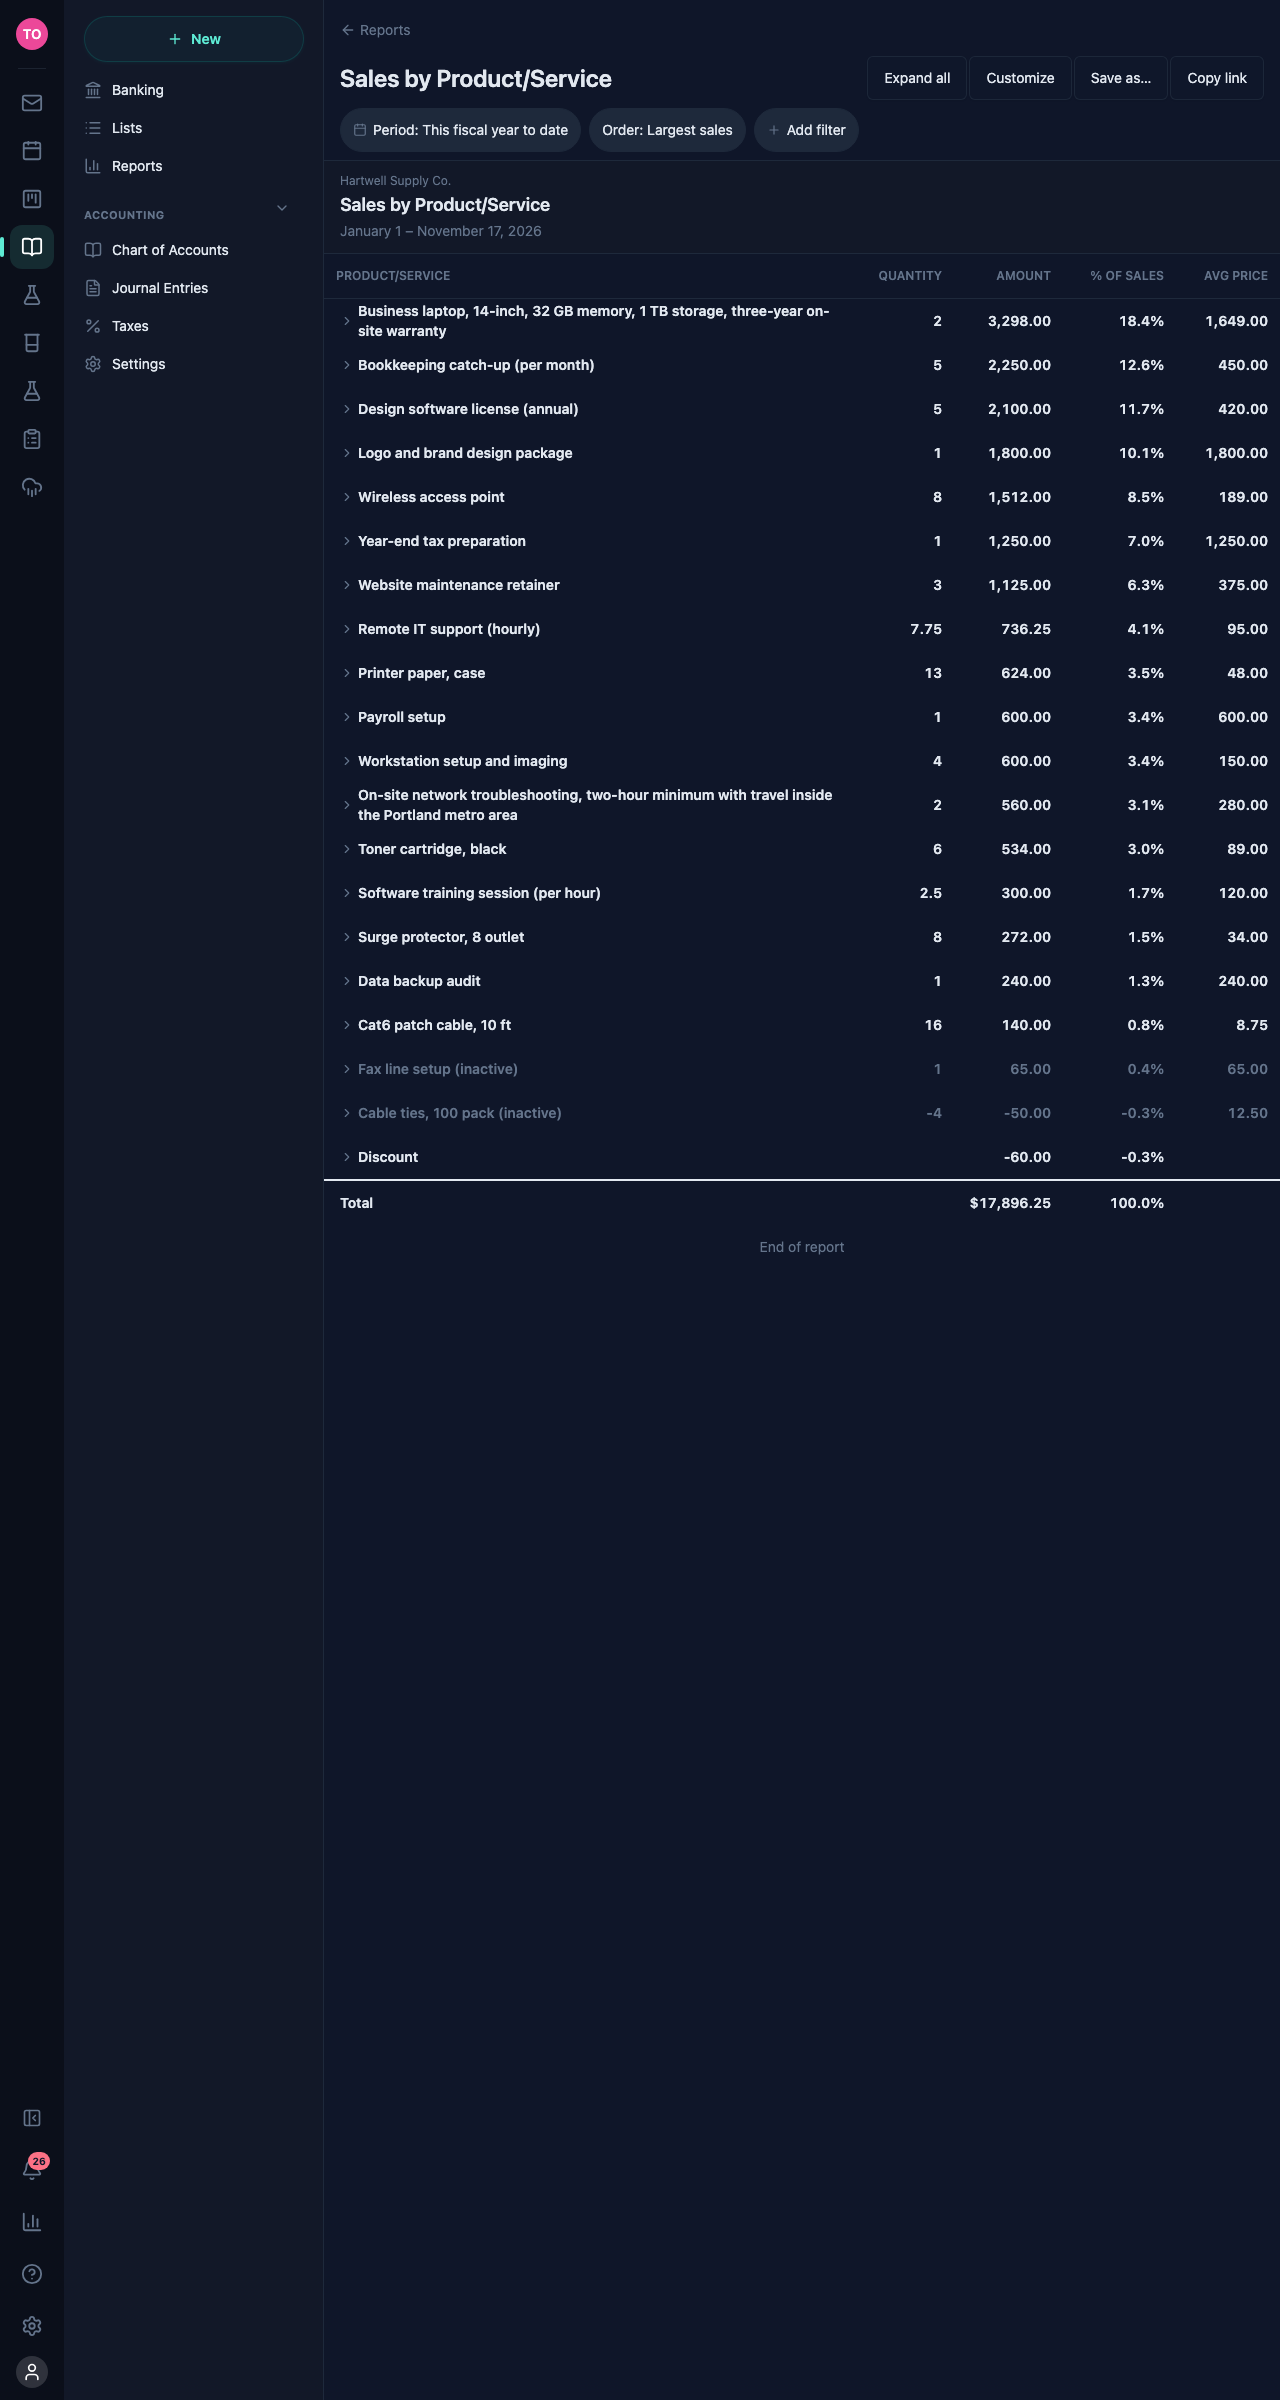 TO
New
Banking
Lists
Reports
ACCOUNTING
Chart of Accounts
Journal Entries
Taxes
Settings
26
Reports
Sales by Product/Service
Expand all
Customize
Save as...
Copy link
Period: This fiscal year to date
Order: Largest sales
Add filter
Hartwell Supply Co.
Sales by Product/Service
January 1 – November 17, 2026
PRODUCT/SERVICE QUANTITY AMOUNT % OF SALES AVG PRICE
Business laptop, 14-inch, 32 GB memory, 1 TB storage, three-year on-
site warranty 2 3,298.00 18.4% 1,649.00
Bookkeeping catch-up (per month) 5 2,250.00 12.6% 450.00
Design software license (annual) 5 2,100.00 11.7% 420.00
Logo and brand design package 1 1,800.00 10.1% 1,800.00
Wireless access point 8 1,512.00 8.5% 189.00
Year-end tax preparation 1 1,250.00 7.0% 1,250.00
Website maintenance retainer 3 1,125.00 6.3% 375.00
Remote IT support (hourly) 7.75 736.25 4.1% 95.00
Printer paper, case 13 624.00 3.5% 48.00
Payroll setup 1 600.00 3.4% 600.00
Workstation setup and imaging 4 600.00 3.4% 150.00
On-site network troubleshooting, two-hour minimum with travel inside
the Portland metro area 2 560.00 3.1% 280.00
Toner cartridge, black 6 534.00 3.0% 89.00
Software training session (per hour) 2.5 300.00 1.7% 120.00
Surge protector, 8 outlet 8 272.00 1.5% 34.00
Data backup audit 1 240.00 1.3% 240.00
Cat6 patch cable, 10 ft 16 140.00 0.8% 8.75
Fax line setup (inactive) 1 65.00 0.4% 65.00
Cable ties, 100 pack (inactive) -4 -50.00 -0.3% 12.50
Discount -60.00 -0.3%
Total $17,896.25 100.0%
End of report